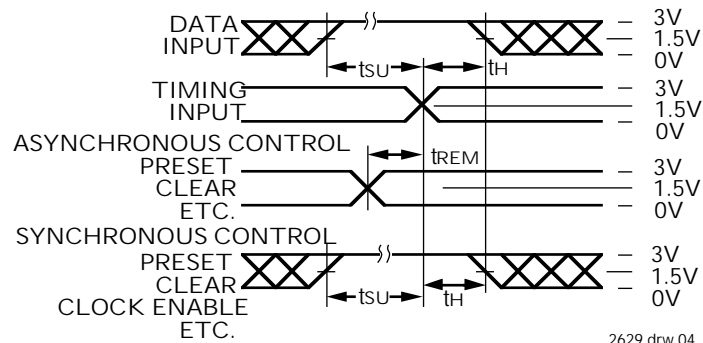 DATA
INPUT
3V
1.5V
0V
tSU
tH
TIMING
INPUT
3V
1.5V
0V
ASYNCHRONOUS CONTROL
PRESET
CLEAR
ETC.
tREM
3V
1.5V
0V
SYNCHRONOUS CONTROL
PRESET
CLEAR
CLOCK ENABLE
ETC.
3V
1.5V
0V
tSU
tH
2629 drw 04